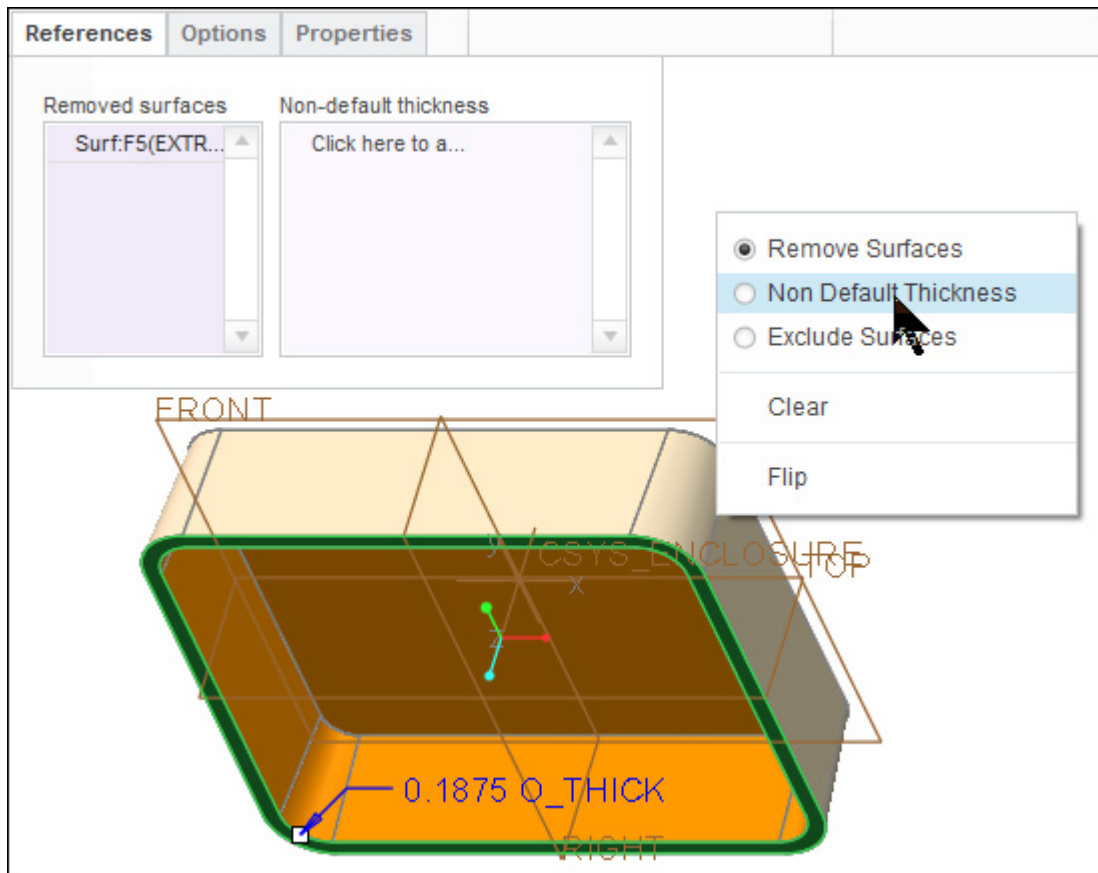 References Options Properties
Removed surfaces Non-default thickness
Surf:F5(EXTR... Click here to a...
Remove Surfaces
Non Default Thickness
Exclude Surfaces
Clear
Flip
FRONT
CSYS_ENCLOSURE
TOP
y
X
Z
0.1875 O_THICK
RIGHT